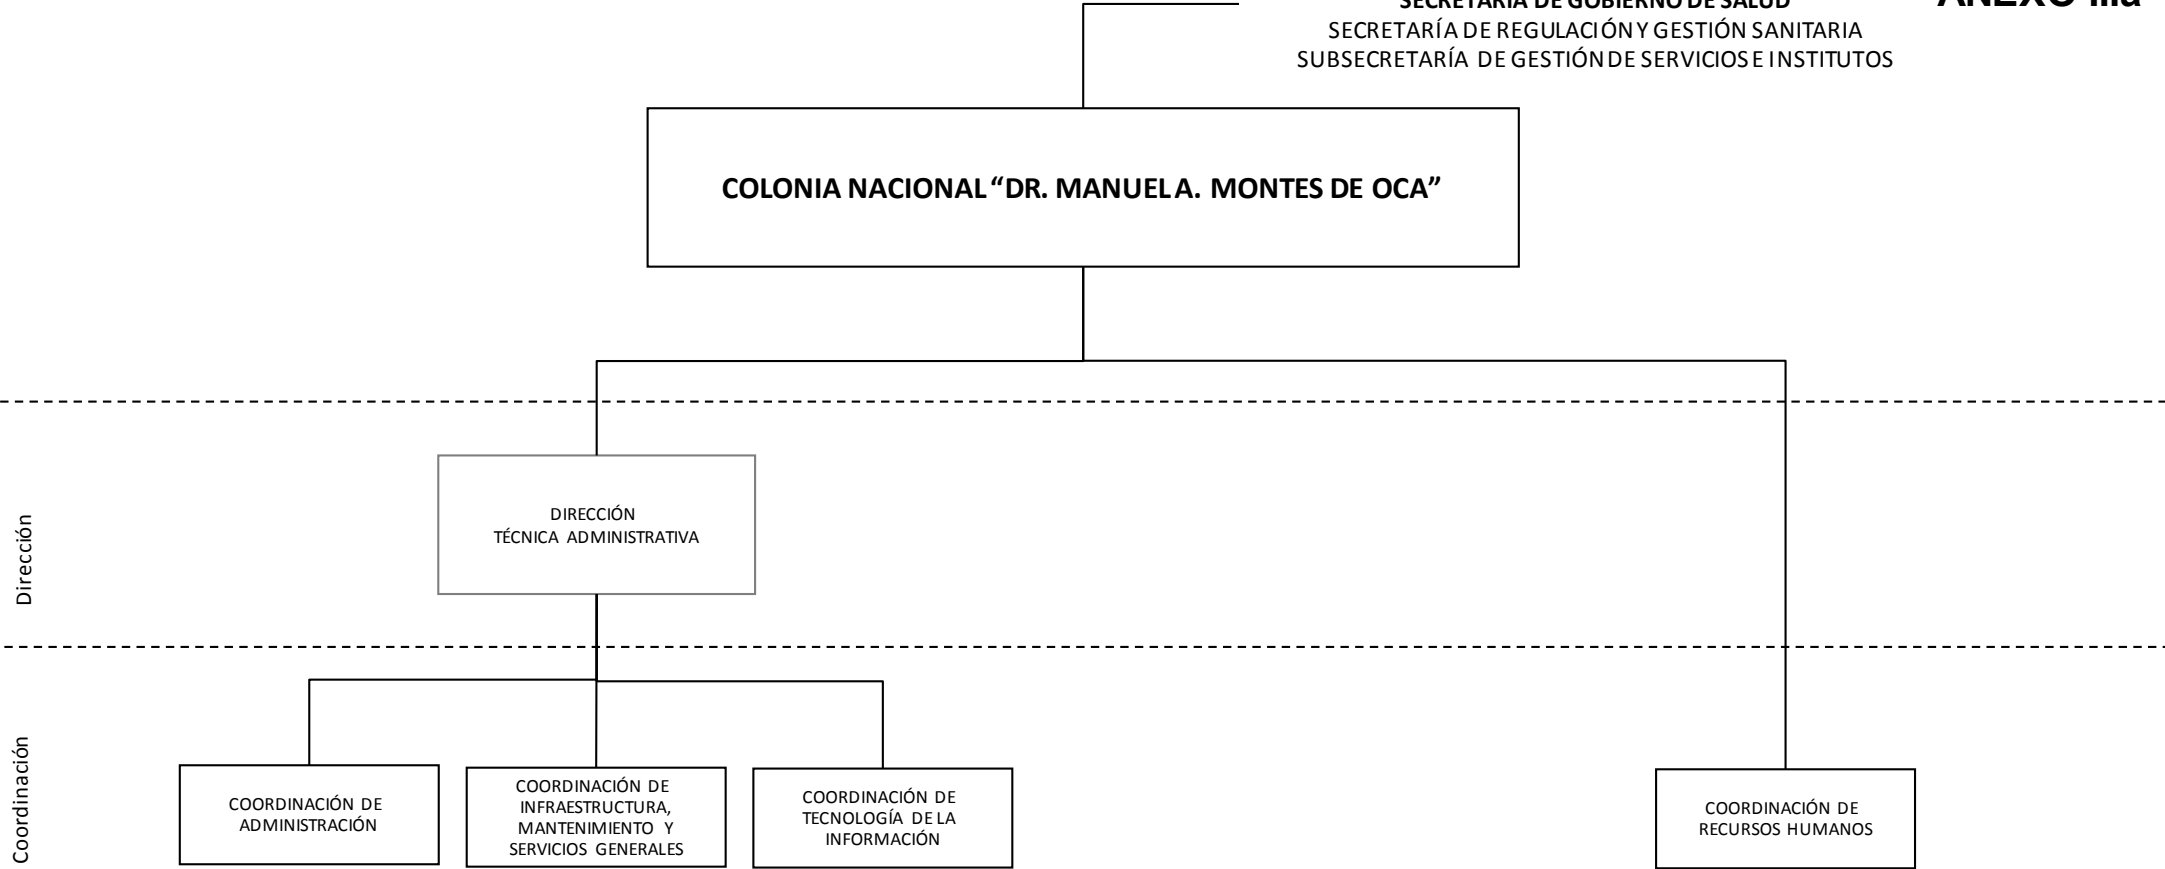 SECRETARÍA DE GOBIERNO DE SALUD
ANEXO IIIa
SECRETARÍA DE REGULACIÓN Y GESTIÓN SANITARIA
SUBSECRETARÍA DE GESTIÓN DE SERVICIOS E INSTITUTOS
COLONIA NACIONAL “DR. MANUEL A. MONTES DE OCA”
Dirección
DIRECCIÓN
TÉCNICA ADMINISTRATIVA
Coordinación
COORDINACIÓN DE
ADMINISTRACIÓN
COORDINACIÓN DE
INFRAESTRUCTURA,
MANTENIMIENTO Y
SERVICIOS GENERALES
COORDINACIÓN DE
TECNOLOGÍA DE LA
INFORMACIÓN
COORDINACIÓN DE
RECURSOS HUMANOS